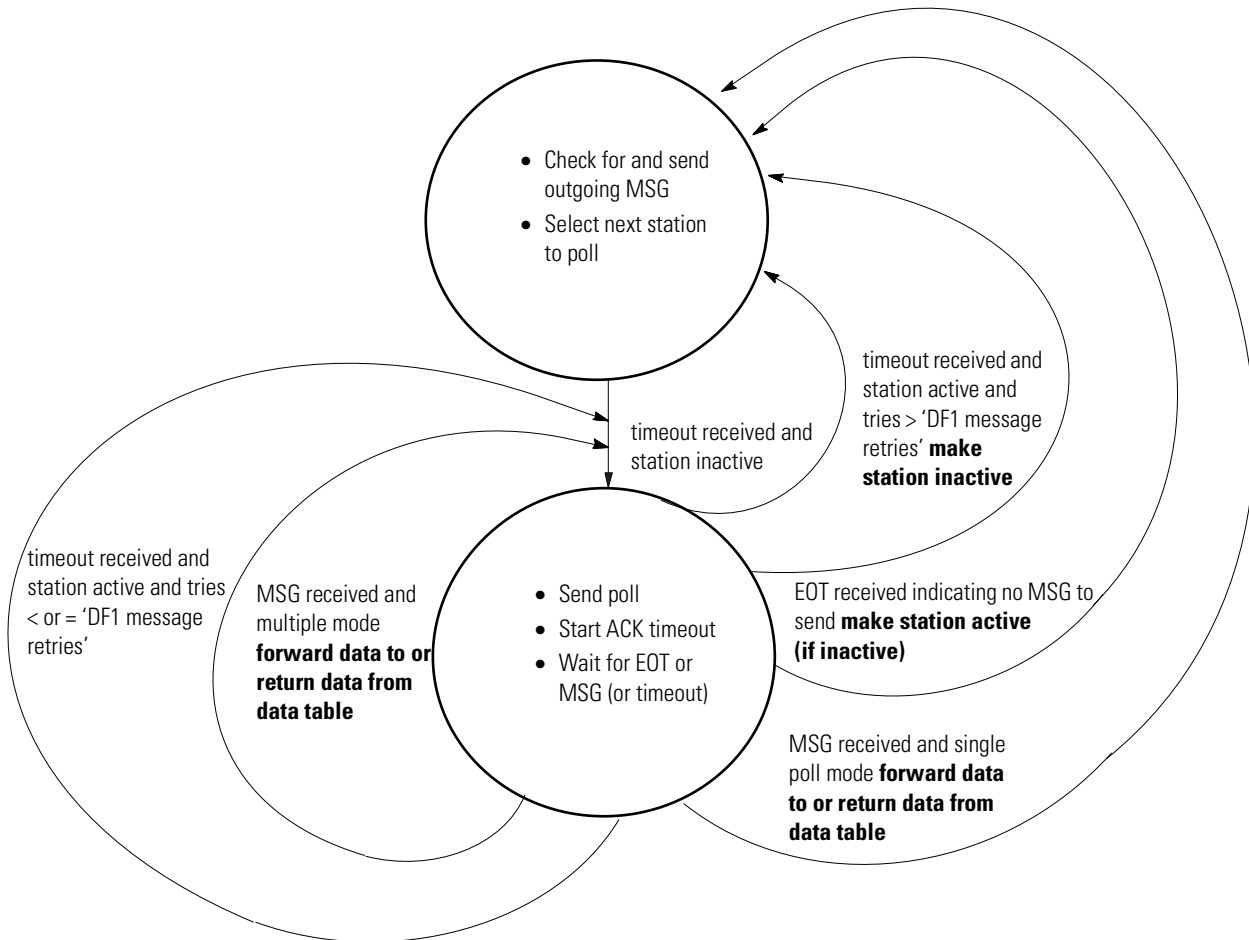 • Check for and send
outgoing MSG
• Select next station
to poll
timeout received and
station inactive
timeout received and
station active and
tries > 'DF1 message
retries' make
station inactive
timeout received and
station active and tries
< or = 'DF1 message
retries'
MSG received and
multiple mode
forward data to or
return data from
data table
• Send poll
• Start ACK timeout
• Wait for EOT or
MSG (or timeout)
EOT received indicating no MSG to
send make station active
(if inactive)
MSG received and single
poll mode forward data
to or return data from
data table